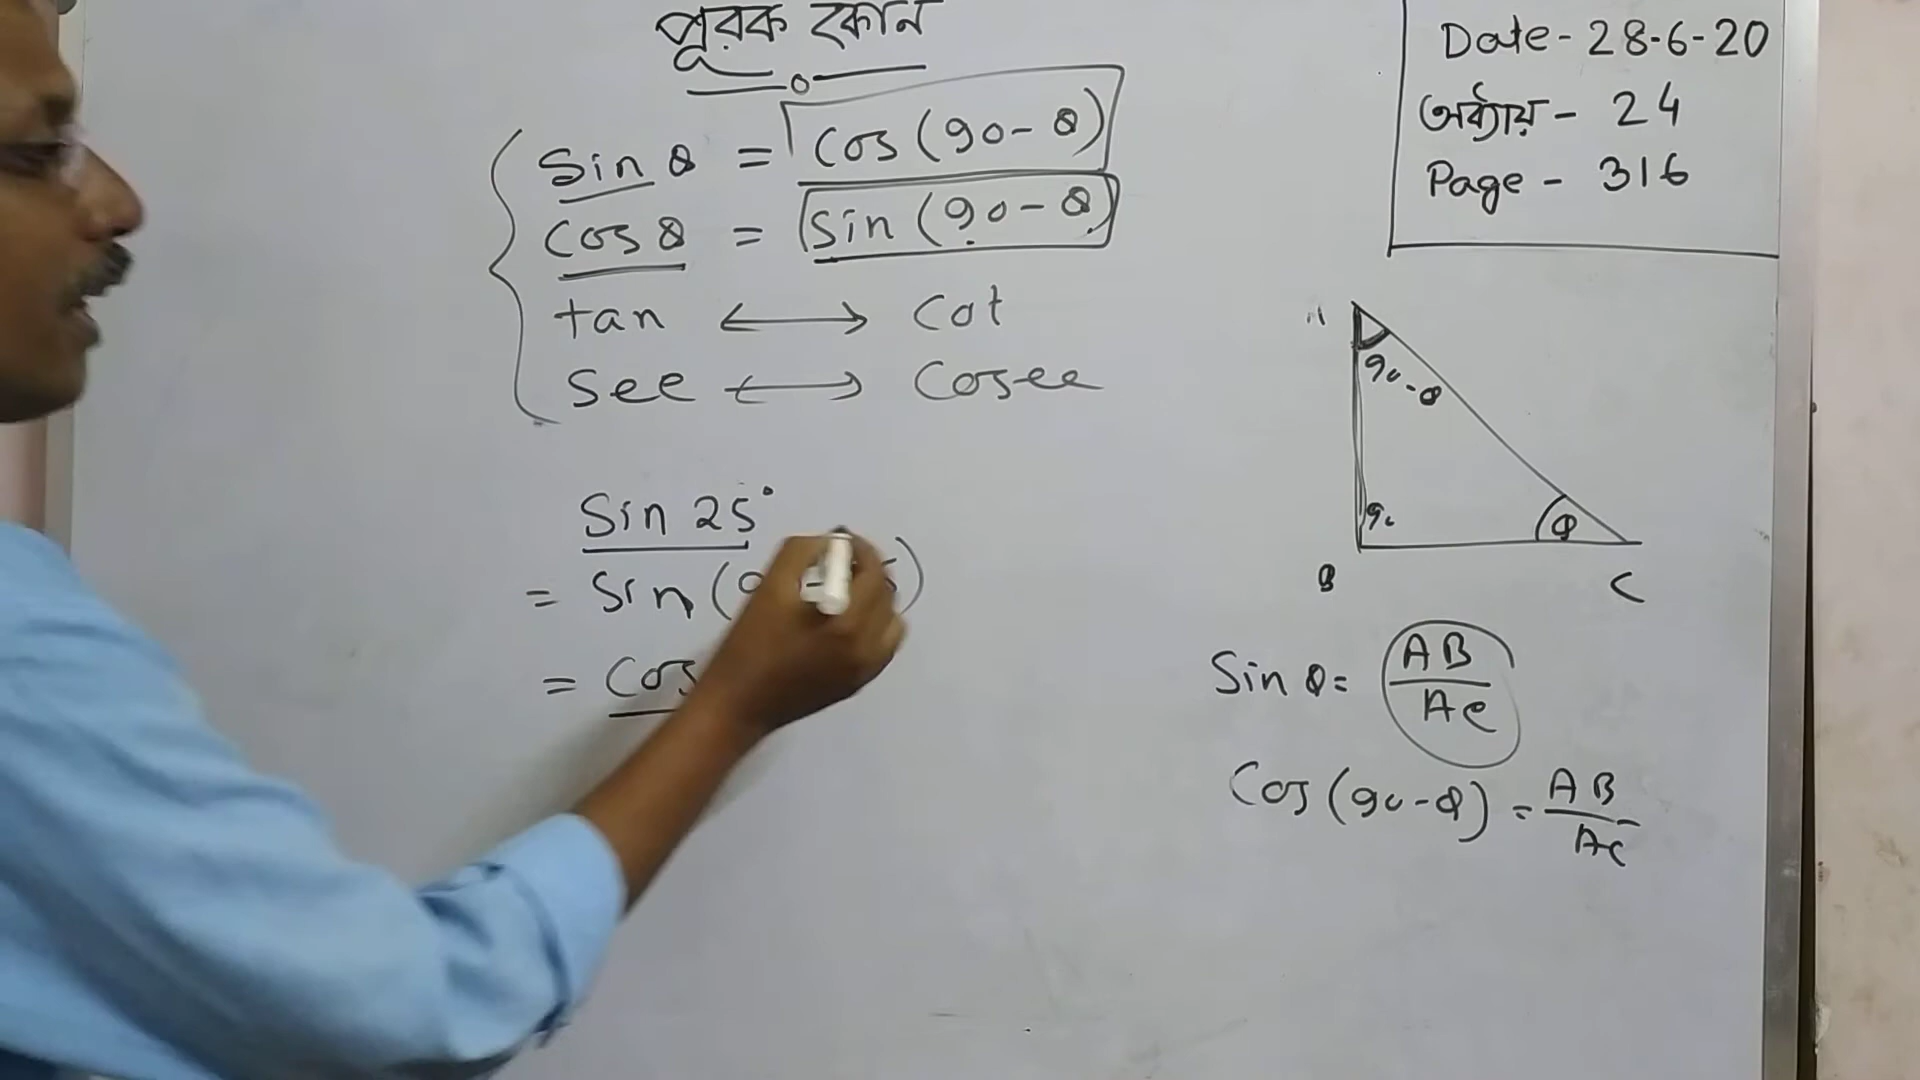 পূরক কোন
Sin θ = Cos (90 - θ)
Cos θ = Sin (90 - θ)
tan ⟷ Cot
Sec ⟷ Cosec
Sin 25°
= Sin (
= Cos
Date - 28-6-20
অধ্যায় - 24
Page - 316
A
90 - θ
90
θ
B
C
Sin θ = AB / AC
Cos (90 - θ) = AB / AC